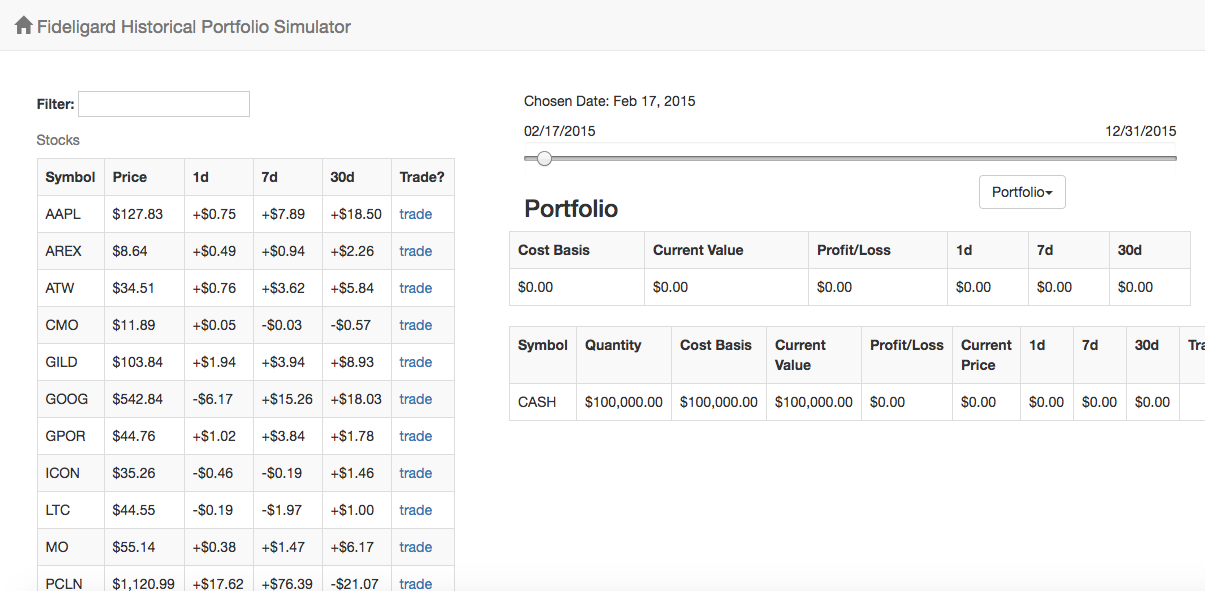 Fideligard Historical Portfolio Simulator
Filter:
Stocks
Symbol Price 1d 7d 30d Trade?
AAPL $127.83 +$0.75 +$7.89 +$18.50 trade
AREX $8.64 +$0.49 +$0.94 +$2.26 trade
ATW $34.51 +$0.76 +$3.62 +$5.84 trade
CMO $11.89 +$0.05 -$0.03 -$0.57 trade
GILD $103.84 +$1.94 +$3.94 +$8.93 trade
GOOG $542.84 -$6.17 +$15.26 +$18.03 trade
GPOR $44.76 +$1.02 +$3.84 +$1.78 trade
ICON $35.26 -$0.46 -$0.19 +$1.46 trade
LTC $44.55 -$0.19 -$1.97 +$1.00 trade
MO $55.14 +$0.38 +$1.47 +$6.17 trade
PCLN $1,120.99 +$17.62 +$76.39 -$21.07 trade
Chosen Date: Feb 17, 2015
02/17/2015 12/31/2015
Portfolio
Portfolio
Cost Basis Current Value Profit/Loss 1d 7d 30d
$0.00 $0.00 $0.00 $0.00 $0.00 $0.00
Symbol Quantity Cost Basis Current Profit/Loss Current 1d 7d 30d
Value Price
CASH $100,000.00 $100,000.00 $100,000.00 $0.00 $0.00 $0.00 $0.00 $0.00